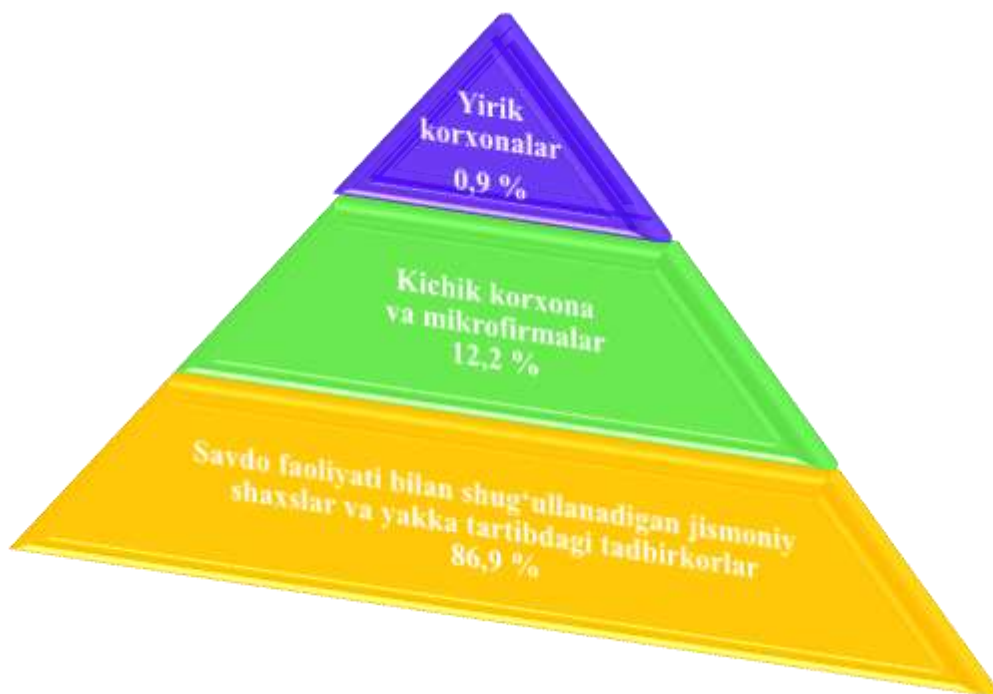 Yirik
korxonalar
0,9 %
Kichik korxona
va mikrofirmalar
12,2 %
Savdo faoliyati bilan shug‘ullanadigan jismoniy
shaxslar va yakka tartibdagi tadbirkorlar
86,9 %